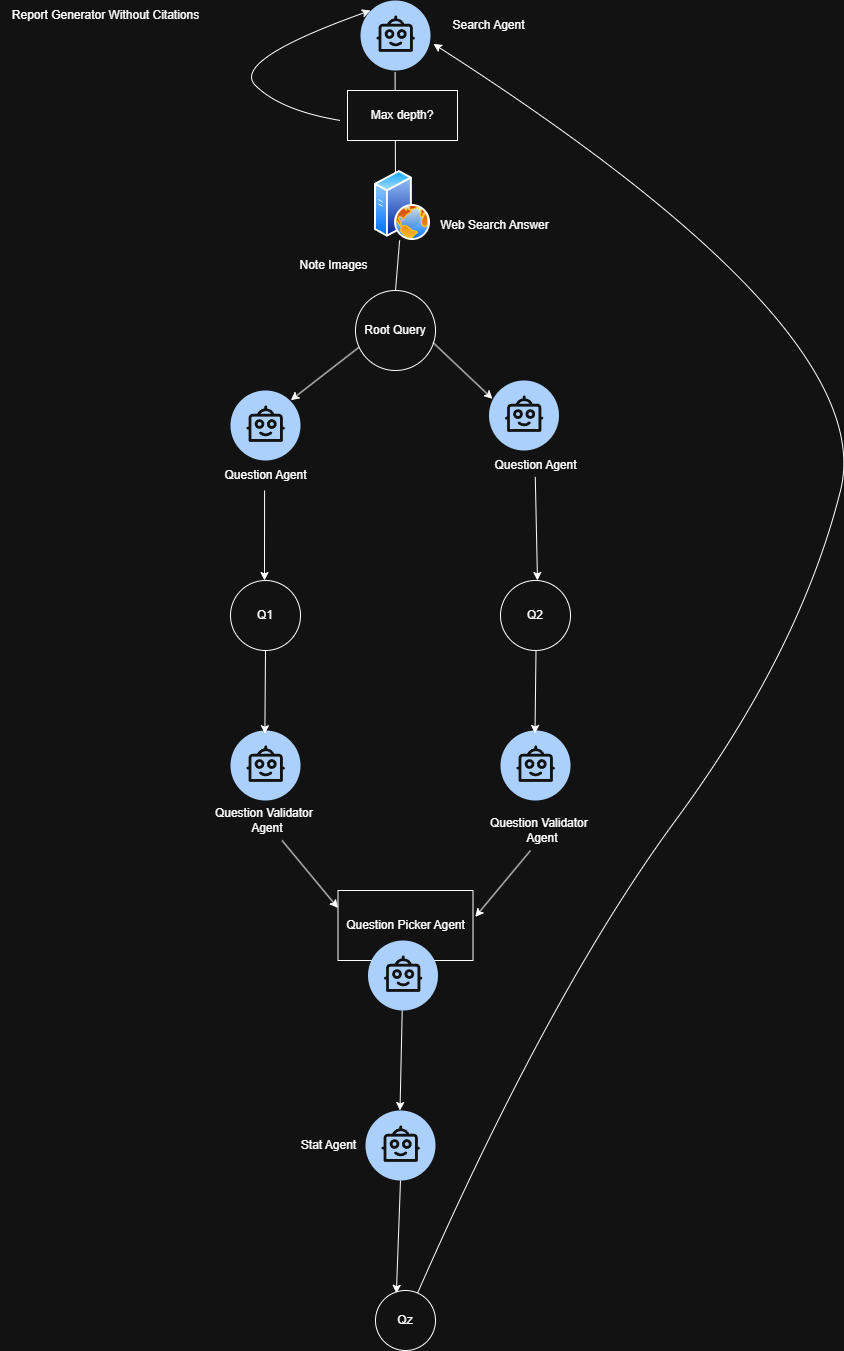 Report Generator Without Citations
Search Agent
Max depth?
Web Search Answer
Note Images
Root Query
Question Agent
Question Agent
Q1
Q2
Question Validator
Agent
Question Validator
Agent
Question Picker Agent
Stat Agent
Qz